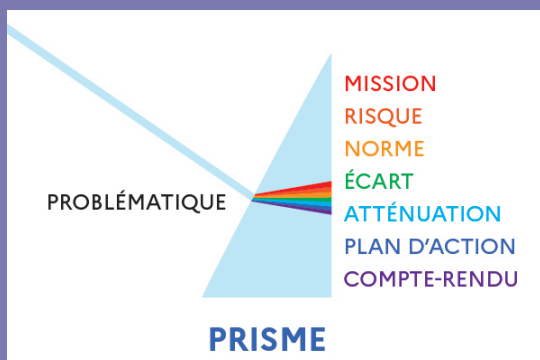 MISSION
RISQUE
NORME
ÉCART
PROBLÉMATIQUE
ATTÉNUATION
PLAN D’ACTION
COMPTE-RENDU
PRISME